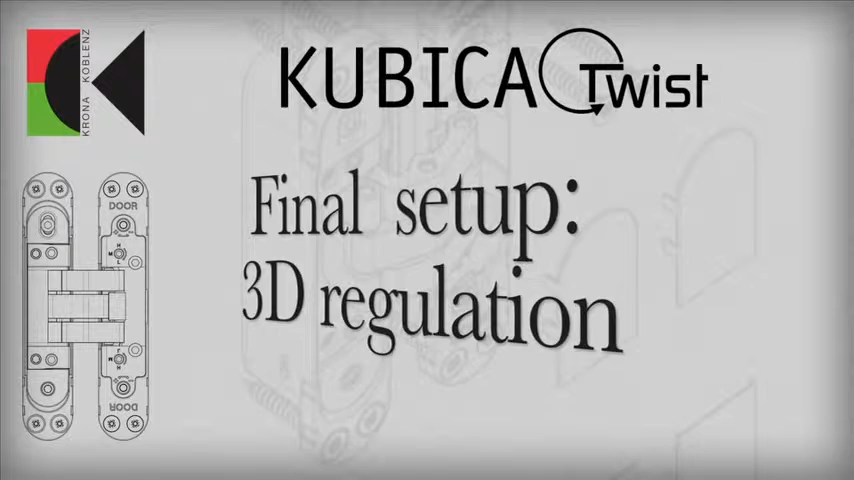 KRONA KOBLENZ
KUBICA Twist
Final setup:
3D regulation
DOOR
H
M
L
L
M
H
DOOR